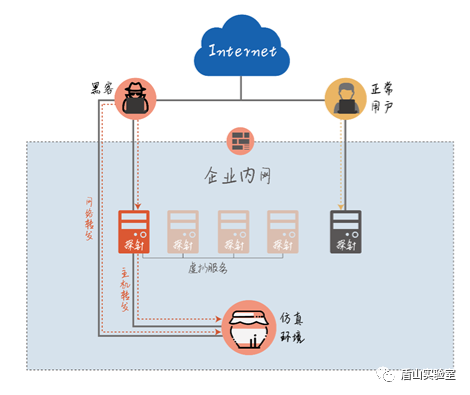 Internet
黑客
正常
用户
企业内网
网络转发
探针
探针
探针
探针
探针
虚拟服务
主机转发
仿真
环境
盾山实验室